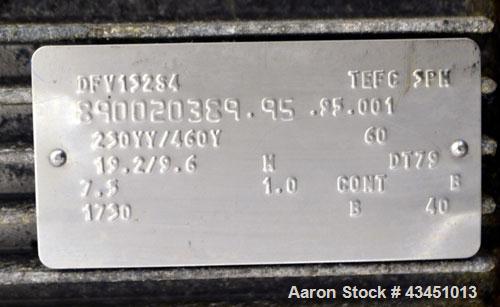 DFV132S4 TEFC 3PH
890020389.95 .95.001
230YY/460Y 60
19.2/9.6 M DT79
7.5 1.0 CONT B
1730 B 40
Aaron Stock # 43451013